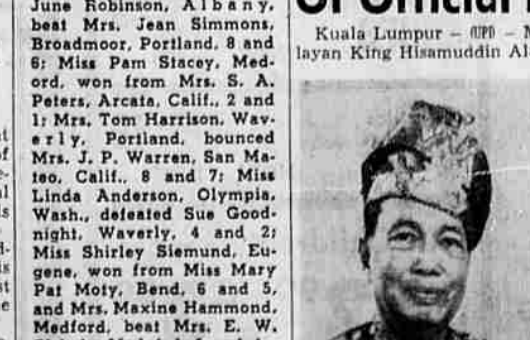 June Robinson, Albany,
beat Mrs. Jean Simmons,
Broadmoor, Portland, 8 and
6; Miss Pam Stacey, Med-
ord, won from Mrs. S. A.
Peters, Arcata, Calif., 2 and
1; Mrs. Tom Harrison, Wav-
erly, Portland, bounced
Mrs. J. P. Warren, San Ma-
teo, Calif., 8 and 7; Miss
Linda Anderson, Olympia,
Wash., defeated Sue Good-
night, Waverly, 4 and 2;
Miss Shirley Siemund, Eu-
gene, won from Miss Mary
Pat Moty, Bend, 6 and 5,
and Mrs. Maxine Hammond,
Medford, beat Mrs. E. W.
Of Official
Kuala Lumpur — (UPI) — M
layan King Hisamuddin Al